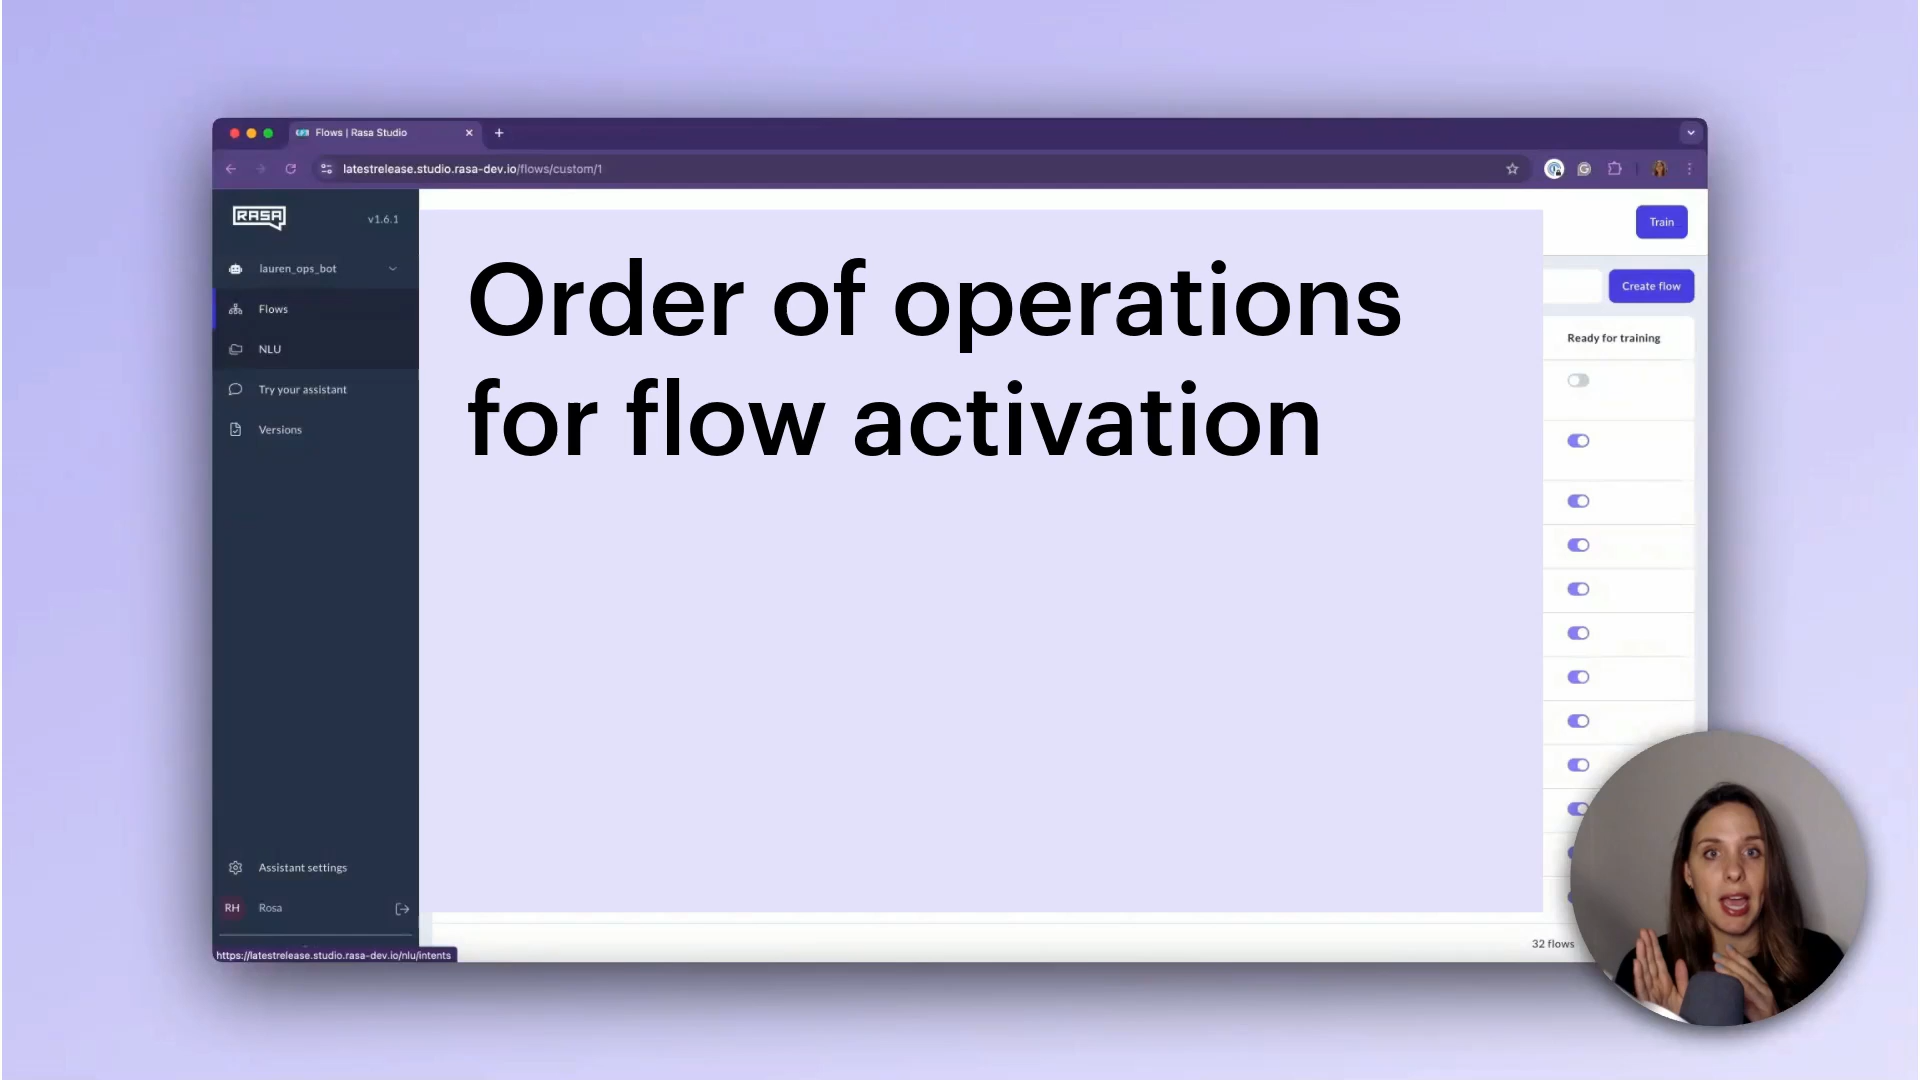 Flows | Rasa Studio
latestrelease.studio.rasa-dev.io/flows/custom/1
RASA
v1.6.1
Train
lauren_ops_bot
Create flow
Flows
Ready for training
NLU
Try your assistant
Versions
Order of operations
for flow activation
Assistant settings
RH
Rosa
32 flows
https://latestrelease.studio.rasa-dev.io/nlu/intents